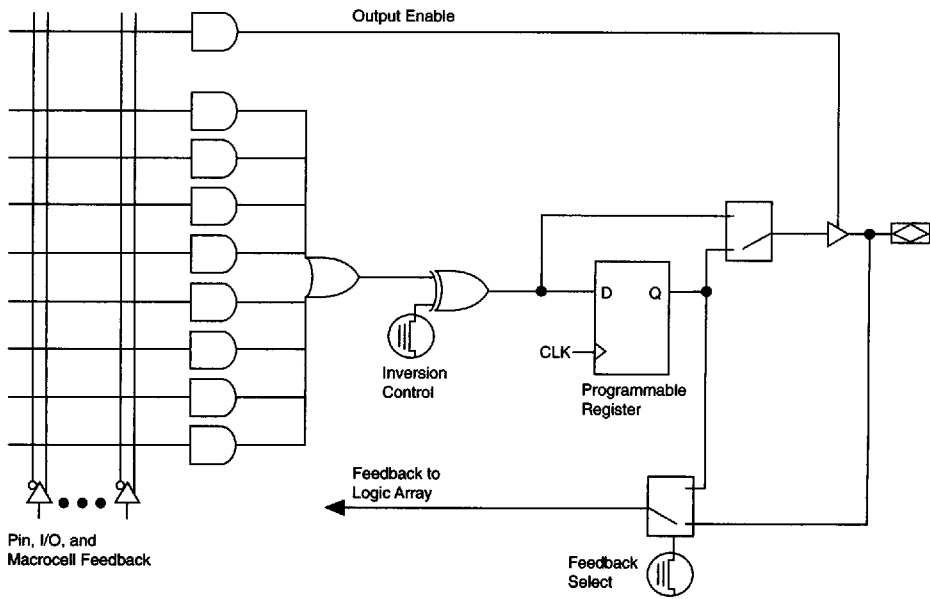 Output Enable
Inversion
Control
D
Q
CLK
Programmable
Register
Feedback to
Logic Array
Pin, I/O, and
Macrocell Feedback
Feedback
Select